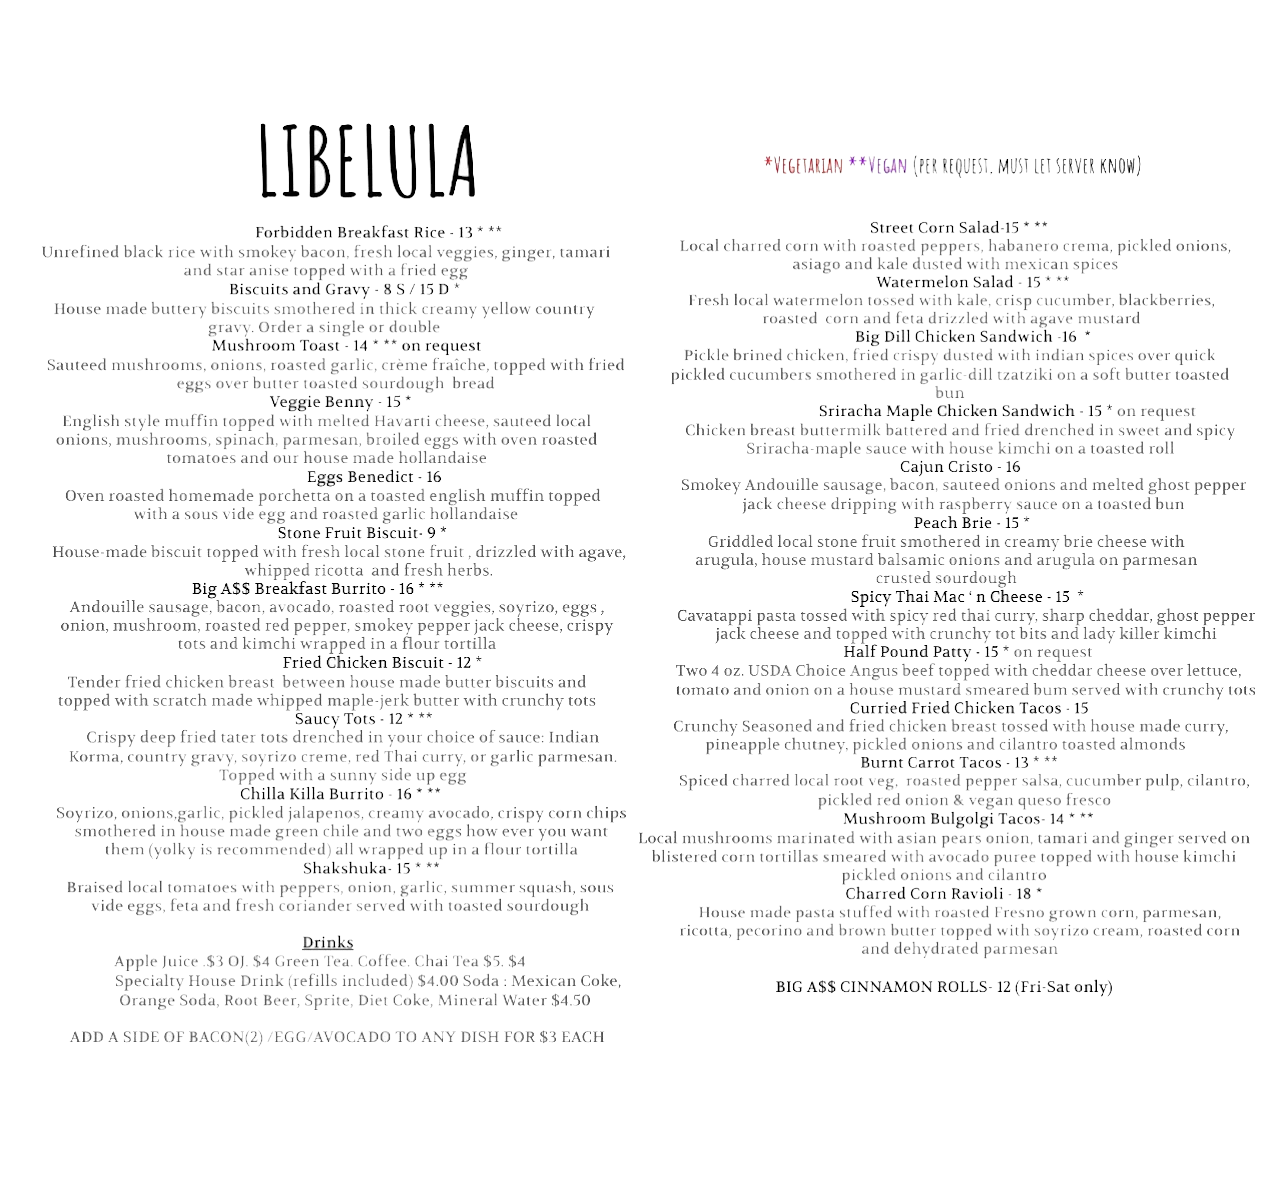 LIBELULA
Forbidden Breakfast Rice - 13 * **
Unrefined black rice with smokey bacon, fresh local veggies, ginger, tamari
and star anise topped with a fried egg
Biscuits and Gravy - 8 S / 15 D *
House made buttery biscuits smothered in thick creamy yellow country
gravy. Order a single or double
Mushroom Toast - 14 * ** on request
Sauteed mushrooms, onions, roasted garlic, crème fraîche, topped with fried
eggs over butter toasted sourdough bread
Veggie Benny - 15 *
English style muffin topped with melted Havarti cheese, sauteed local
onions, mushrooms, spinach, parmesan, broiled eggs with oven roasted
tomatoes and our house made hollandaise
Eggs Benedict - 16
Oven roasted homemade porchetta on a toasted english muffin topped
with a sous vide egg and roasted garlic hollandaise
Stone Fruit Biscuit- 9 *
House-made biscuit topped with fresh local stone fruit , drizzled with agave,
whipped ricotta and fresh herbs.
Big A$$ Breakfast Burrito - 16 * **
Andouille sausage, bacon, avocado, roasted root veggies, soyrizo, eggs ,
onion, mushroom, roasted red pepper, smokey pepper jack cheese, crispy
tots and kimchi wrapped in a flour tortilla
Fried Chicken Biscuit - 12 *
Tender fried chicken breast between house made butter biscuits and
topped with scratch made whipped maple-jerk butter with crunchy tots
Saucy Tots - 12 * **
Crispy deep fried tater tots drenched in your choice of sauce: Indian
Korma, country gravy, soyrizo creme, red Thai curry, or garlic parmesan.
Topped with a sunny side up egg
Chilla Killa Burrito - 16 * **
Soyrizo, onions,garlic, pickled jalapenos, creamy avocado, crispy corn chips
smothered in house made green chile and two eggs how ever you want
them (yolky is recommended) all wrapped up in a flour tortilla
Shakshuka- 15 * **
Braised local tomatoes with peppers, onion, garlic, summer squash, sous
vide eggs, feta and fresh coriander served with toasted sourdough
Drinks
Apple Juice .$3 OJ. $4 Green Tea. Coffee. Chai Tea $5. $4
Specialty House Drink (refills included) $4.00 Soda : Mexican Coke,
Orange Soda, Root Beer, Sprite, Diet Coke, Mineral Water $4.50
ADD A SIDE OF BACON(2) /EGG/AVOCADO TO ANY DISH FOR $3 EACH
*Vegetarian **Vegan (per request. must let server know)
Street Corn Salad-15 * **
Local charred corn with roasted peppers, habanero crema, pickled onions,
asiago and kale dusted with mexican spices
Watermelon Salad - 15 * **
Fresh local watermelon tossed with kale, crisp cucumber, blackberries,
roasted corn and feta drizzled with agave mustard
Big Dill Chicken Sandwich -16 *
Pickle brined chicken, fried crispy dusted with indian spices over quick
pickled cucumbers smothered in garlic-dill tzatziki on a soft butter toasted
bun
Sriracha Maple Chicken Sandwich - 15 * on request
Chicken breast buttermilk battered and fried drenched in sweet and spicy
Sriracha-maple sauce with house kimchi on a toasted roll
Cajun Cristo - 16
Smokey Andouille sausage, bacon, sauteed onions and melted ghost pepper
jack cheese dripping with raspberry sauce on a toasted bun
Peach Brie - 15 *
Griddled local stone fruit smothered in creamy brie cheese with
arugula, house mustard balsamic onions and arugula on parmesan
crusted sourdough
Spicy Thai Mac ' n Cheese - 15 *
Cavatappi pasta tossed with spicy red thai curry, sharp cheddar, ghost pepper
jack cheese and topped with crunchy tot bits and lady killer kimchi
Half Pound Patty - 15 * on request
Two 4 oz. USDA Choice Angus beef topped with cheddar cheese over lettuce,
tomato and onion on a house mustard smeared bum served with crunchy tots
Curried Fried Chicken Tacos - 15
Crunchy Seasoned and fried chicken breast tossed with house made curry,
pineapple chutney, pickled onions and cilantro toasted almonds
Burnt Carrot Tacos - 13 * **
Spiced charred local root veg, roasted pepper salsa, cucumber pulp, cilantro,
pickled red onion & vegan queso fresco
Mushroom Bulgolgi Tacos- 14 * **
Local mushrooms marinated with asian pears onion, tamari and ginger served on
blistered corn tortillas smeared with avocado puree topped with house kimchi
pickled onions and cilantro
Charred Corn Ravioli - 18 *
House made pasta stuffed with roasted Fresno grown corn, parmesan,
ricotta, pecorino and brown butter topped with soyrizo cream, roasted corn
and dehydrated parmesan
BIG A$$ CINNAMON ROLLS- 12 (Fri-Sat only)